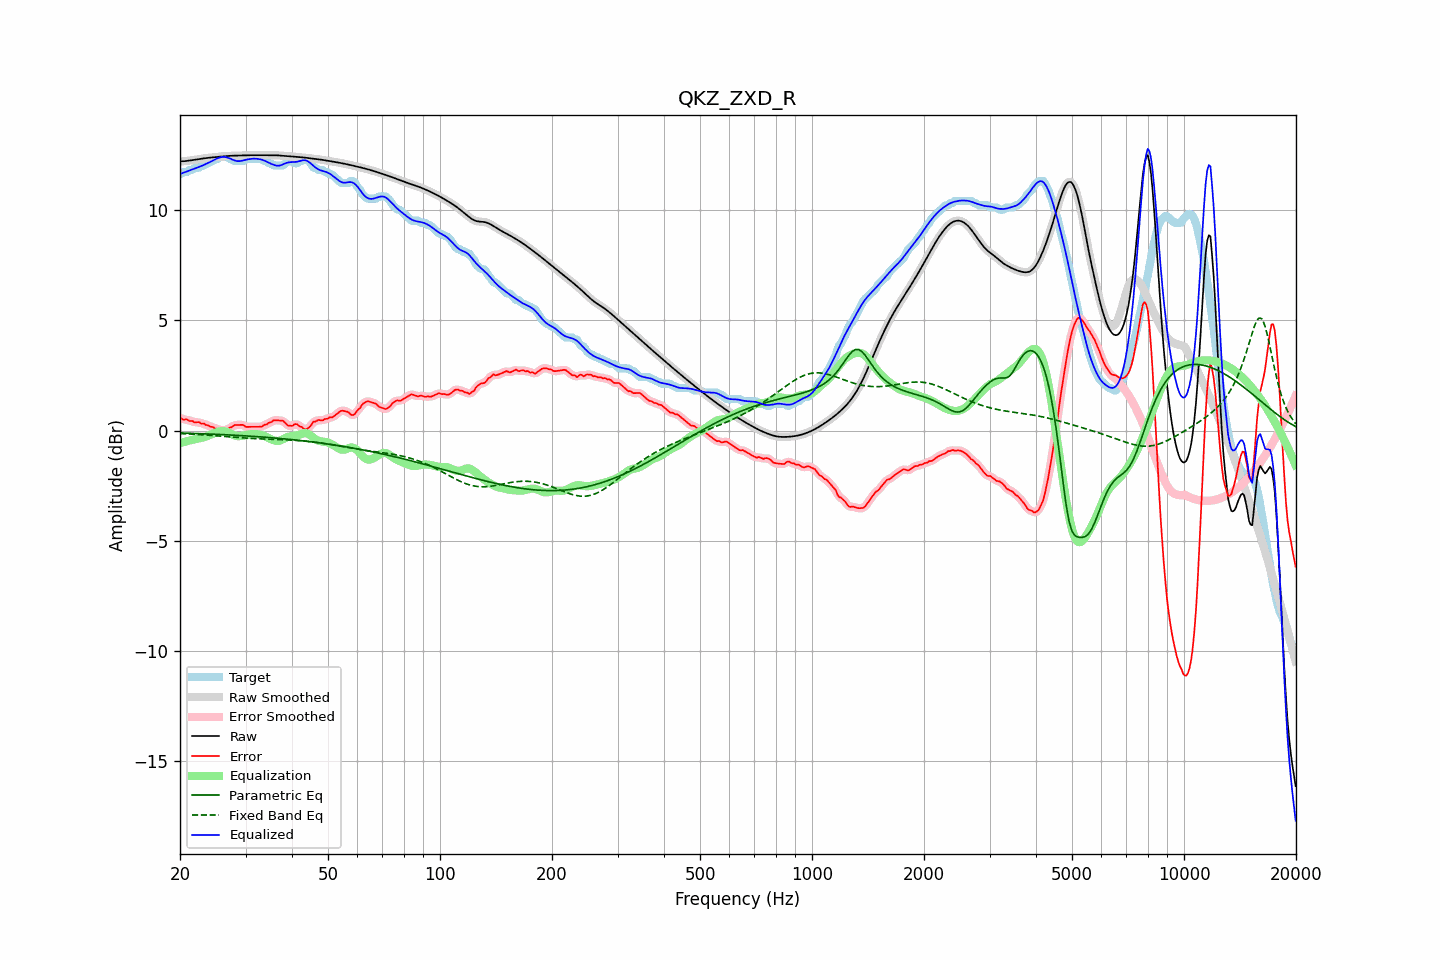 QKZ_ZXD_R
Amplitude (dBr)
10
5
0
−5
−10
−15
Target
Raw Smoothed
Error Smoothed
Raw
Error
Equalization
Parametric Eq
Fixed Band Eq
Equalized
20 50 100 200 500 1000 2000 5000 10000 20000
Frequency (Hz)